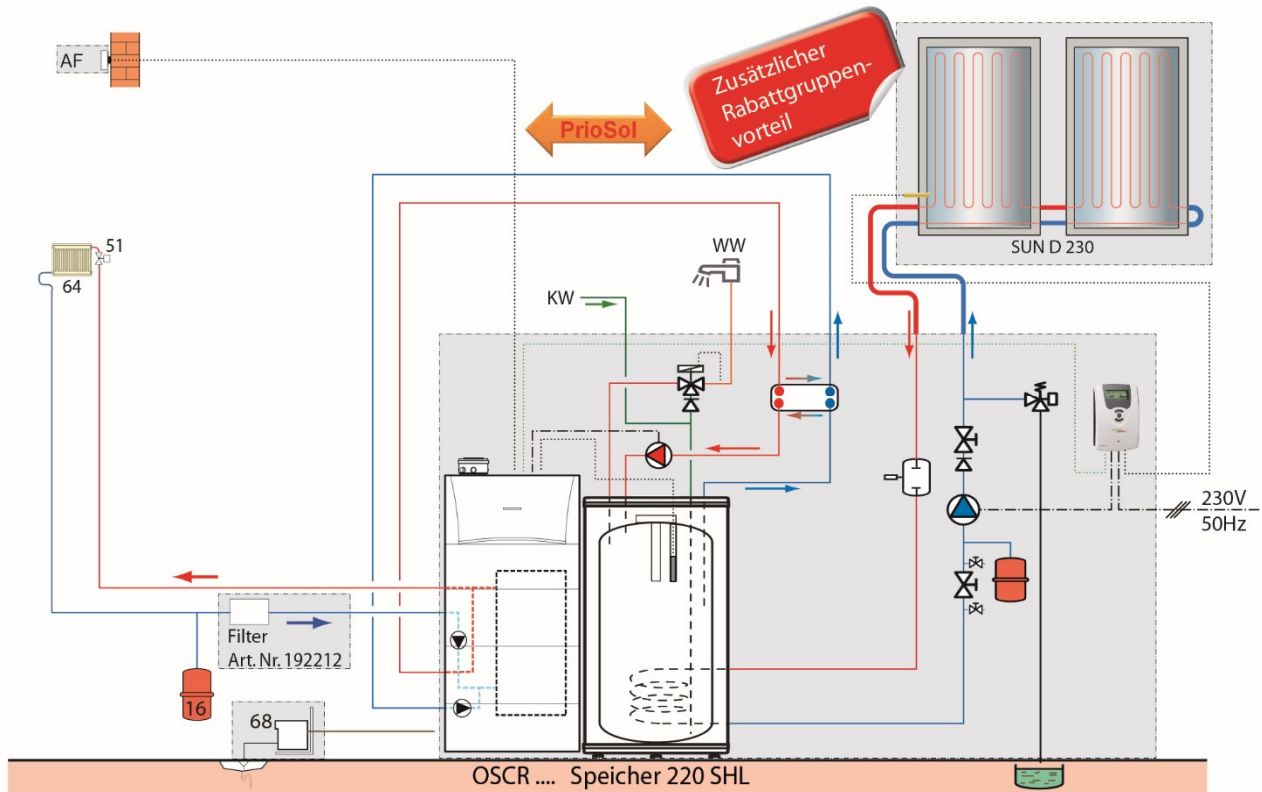 AF
PrioSol
Zusätzlicher
Rabattgruppen-
vorteil
SUN D 230
51
64
WW
KW
230V
50Hz
Filter
Art. Nr. 192212
16
68
OSCR .... Speicher 220 SHL